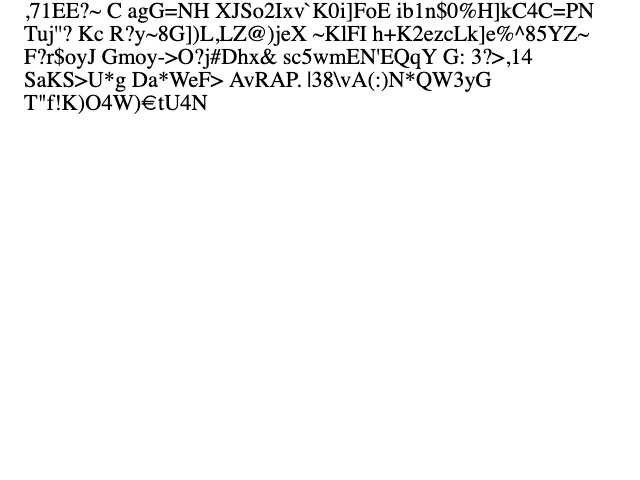 ,71EE?~ C agG=NH XJSo2Ixv`K0i]FoE ib1n$0%H]kC4C=PN
Tuj"? Kc R?y~8G])L,LZ@)jeX ~KlFI h+K2ezcLk]e%^85YZ~
F?r$oyJ Gmoy->O?j#Dhx& sc5wmEN'EQqY G: 3?>,14
SaKS>U*g Da*WeF> AvRAP. l38\vA(:)N*QW3yG
T"f!K)O4W)€tU4N